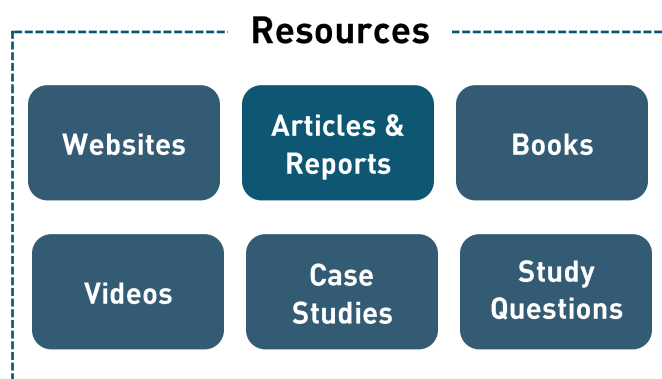 Resources
Websites
Articles &
Reports
Books
Videos
Case
Studies
Study
Questions